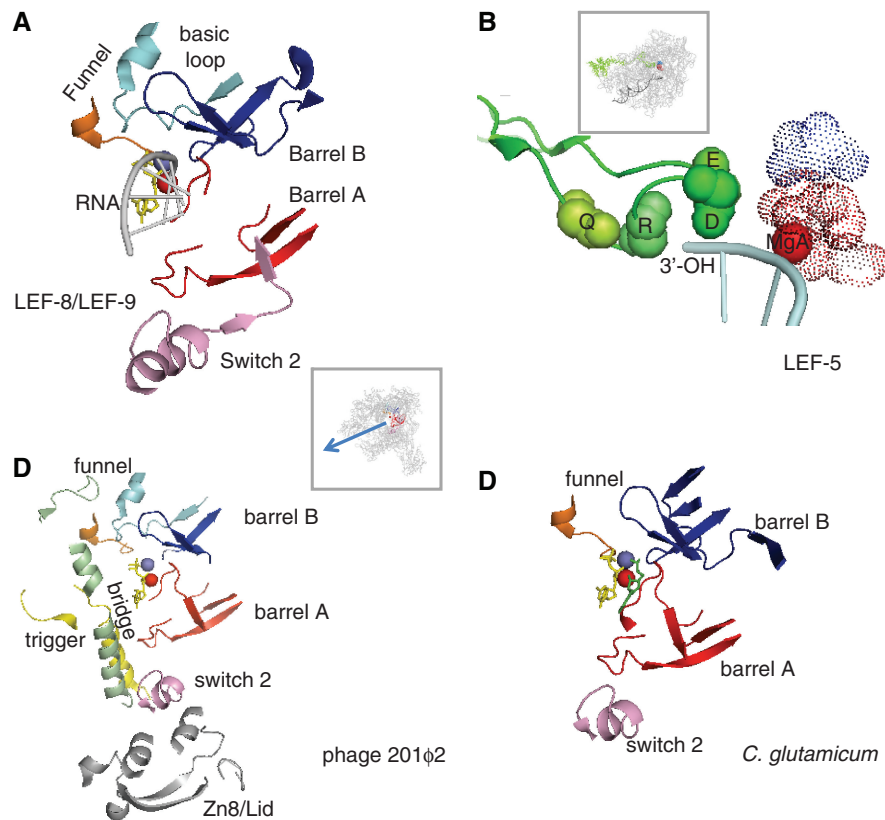 A
Funnel
basic
loop
Barrel B
Barrel A
RNA
LEF-8/LEF-9
Switch 2
B
E
Q
R
D
MgA
3'-OH
LEF-5
D
funnel
barrel B
bridge
trigger
barrel A
switch 2
phage 201ϕ2
Zn8/Lid
D
funnel
barrel B
barrel A
switch 2
C. glutamicum